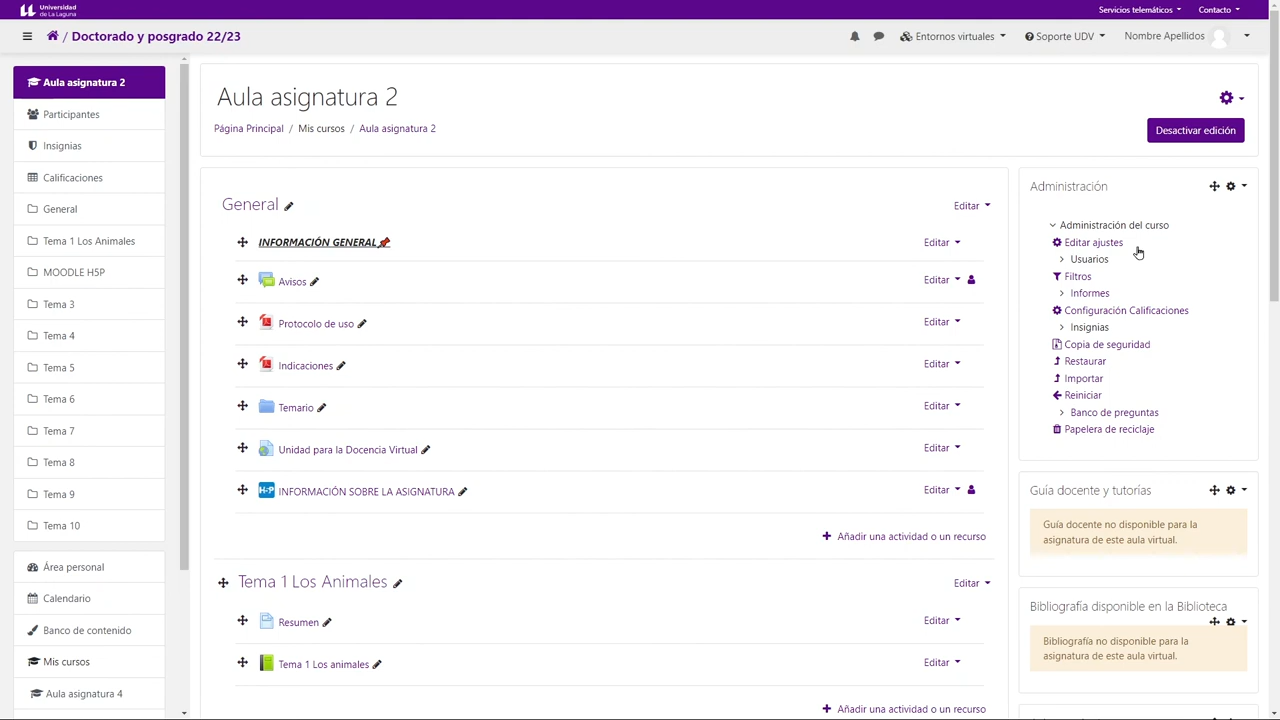 Universidad
de La Laguna
Servicios telemáticos
Contacto
/ Doctorado y posgrado 22/23
Entornos virtuales
Soporte UDV
Nombre Apellidos
Aula asignatura 2
Participantes
Insignias
Calificaciones
General
Tema 1 Los Animales
MOODLE H5P
Tema 3
Tema 4
Tema 5
Tema 6
Tema 7
Tema 8
Tema 9
Tema 10
Área personal
Calendario
Banco de contenido
Mis cursos
Aula asignatura 4
Aula asignatura 2
Página Principal / Mis cursos / Aula asignatura 2
Desactivar edición
General
Editar
INFORMACIÓN GENERAL
Editar
Avisos
Editar
Protocolo de uso
Editar
Indicaciones
Editar
Temario
Editar
Unidad para la Docencia Virtual
Editar
H-P INFORMACIÓN SOBRE LA ASIGNATURA
Editar
Añadir una actividad o un recurso
Tema 1 Los Animales
Editar
Resumen
Editar
Tema 1 Los animales
Editar
Añadir una actividad o un recurso
Administración
Administración del curso
Editar ajustes
Usuarios
Filtros
Informes
Configuración Calificaciones
Insignias
Copia de seguridad
Restaurar
Importar
Reiniciar
Banco de preguntas
Papelera de reciclaje
Guía docente y tutorías
Guía docente no disponible para la
asignatura de este aula virtual.
Bibliografía disponible en la Biblioteca
Bibliografía no disponible para la
asignatura de este aula virtual.